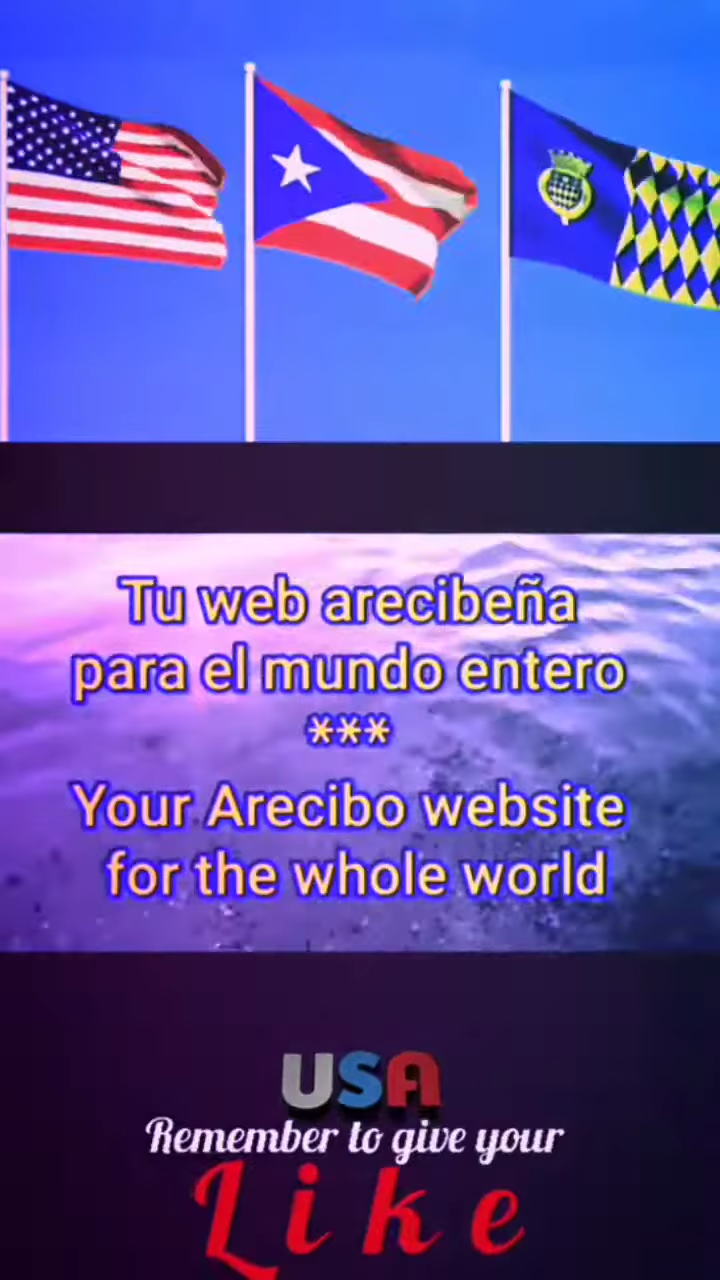 Tu web arecibeña
para el mundo entero
***
Your Arecibo website
for the whole world
USA
Remember to give your
Like